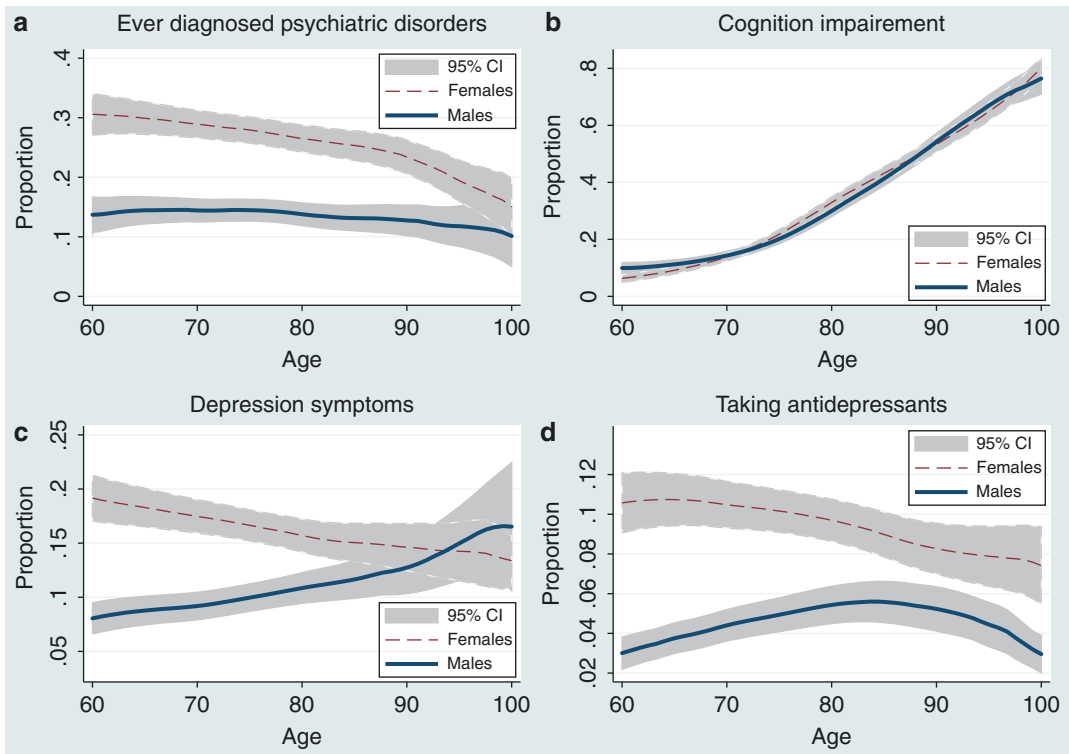 a Ever diagnosed psychiatric disorders
.4
.3
.2
.1
0
Proportion
95% CI
Females
Males
60 70 80 90 100
Age
b Cognition impairement
.8
.6
.4
.2
0
Proportion
95% CI
Females
Males
60 70 80 90 100
Age
c Depression symptoms
.25
.2
.15
.1
.05
Proportion
95% CI
Females
Males
60 70 80 90 100
Age
d Taking antidepressants
.12
.1
.08
.06
.04
.02
Proportion
95% CI
Females
Males
60 70 80 90 100
Age